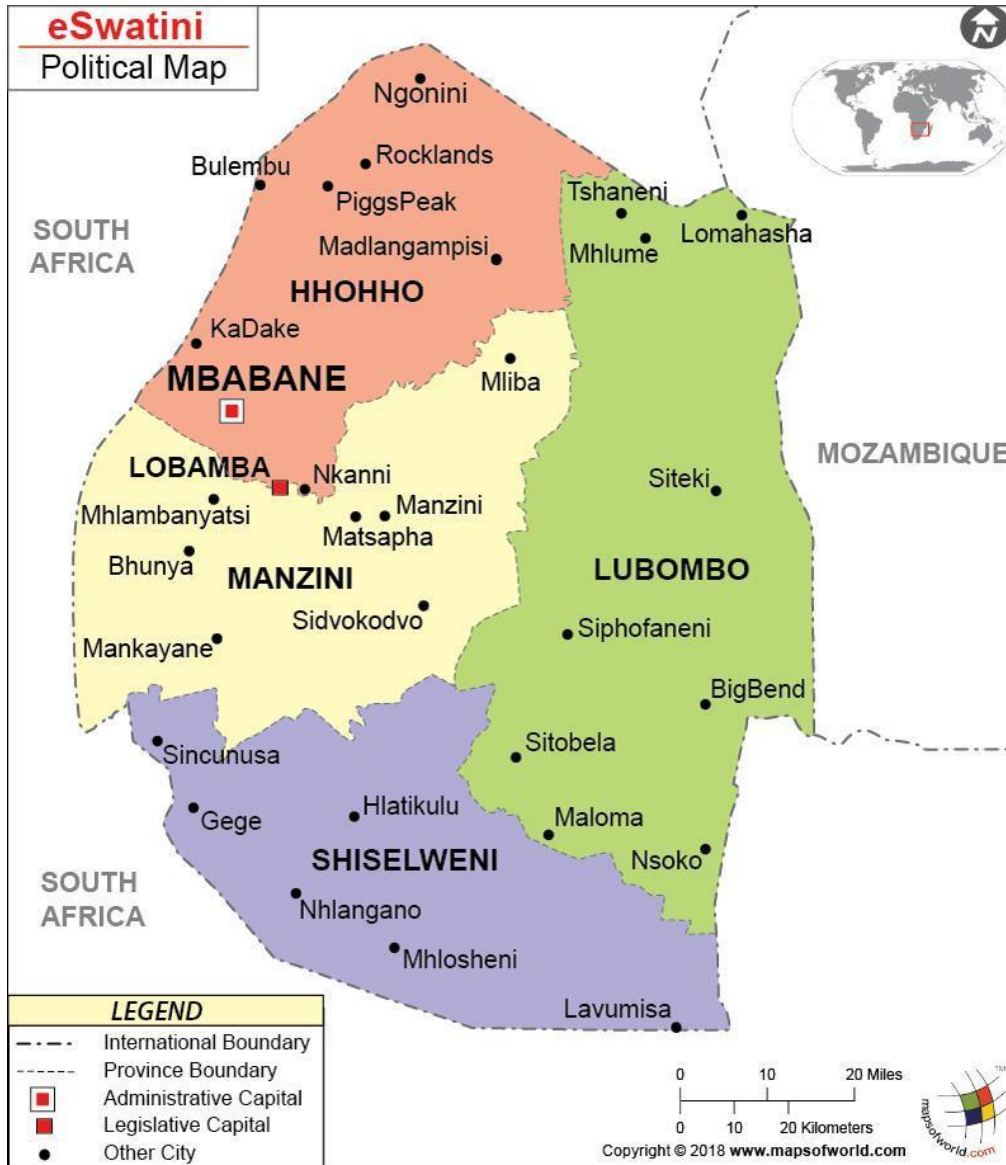 eSwatini
Political Map
N
Ngonini
Rocklands
Bulembu
PiggsPeak
Tshaneni
SOUTH
AFRICA
Lomahasha
Madlangampisi
Mhlume
HHOHHO
KaDake
MBABANE
Mliba
MOZAMBIQUE
LOBAMBA
Nkanni
Siteki
Mhlambanyatsi
Manzini
Matsapha
Bhunya
MANZINI
LUBOMBO
Sidvokodvo
Siphofaneni
Mankayane
BigBend
Sincunusa
Sitobela
Gege
Hlatikulu
Maloma
SHISELWENI
Nsoko
SOUTH
AFRICA
Nhlangano
Mhlosheni
Lavumisa
LEGEND
International Boundary
Province Boundary
Administrative Capital
Legislative Capital
Other City
0 10 20 Miles
0 10 20 Kilometers
Copyright © 2018 www.mapsofworld.com
mapsofworld.com
TM